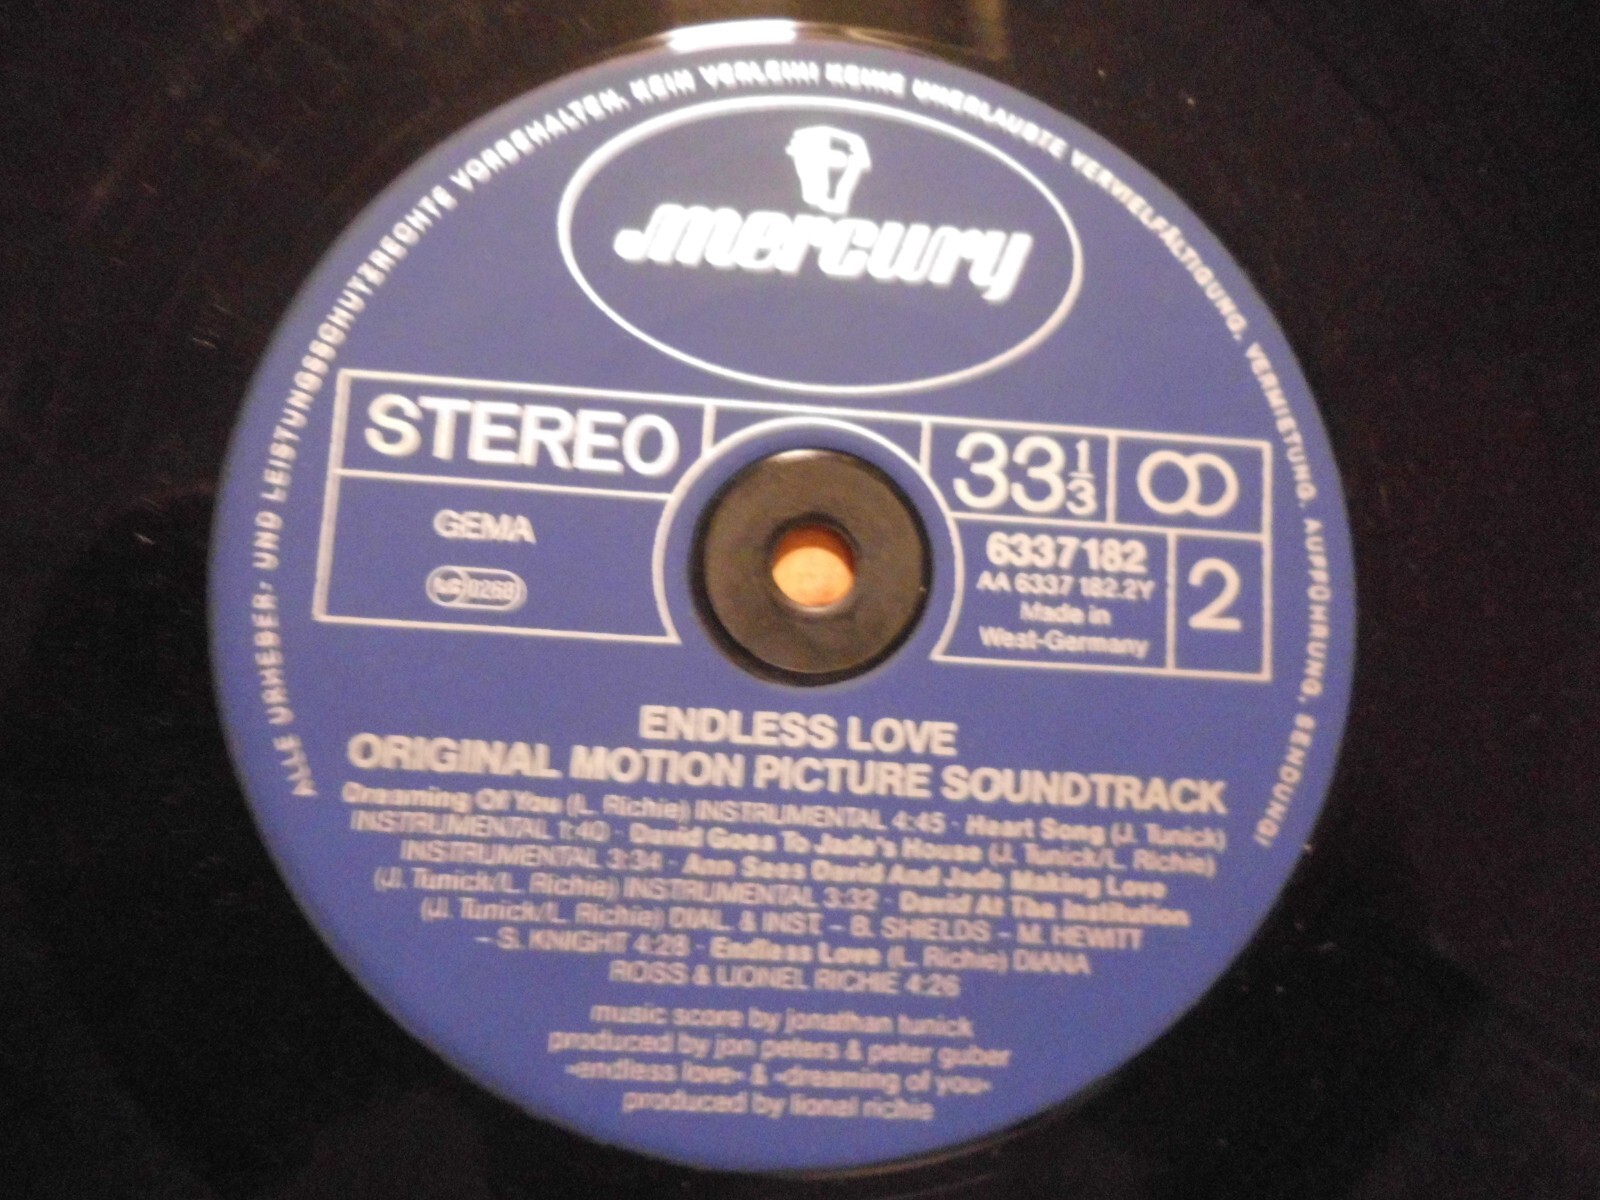 ALLE URHEBER- UND LEISTUNGSSCHUTZRECHTE VORBEHALTEN. KEIN VERLEIH! KEINE UNERLAUBTE VERVIELFÄLTIGUNG, VERMIETUNG, AUFFÜHRUNG, SENDUNG!
mercury
STEREO
33 1/3
GEMA
LC 0268
6337182
AA 6337 182.2Y
Made in
West-Germany
2
ENDLESS LOVE
ORIGINAL MOTION PICTURE SOUNDTRACK
Dreaming Of You (L. Richie) INSTRUMENTAL 4:45 · Heart Song (J. Tunick)
INSTRUMENTAL 1:40 · David Goes To Jade's House (J. Tunick/L. Richie)
INSTRUMENTAL 3:34 · Ann Sees David And Jade Making Love
(J. Tunick/L. Richie) INSTRUMENTAL 3:32 · David At The Institution
(J. Tunick/L. Richie) DIAL. & INST. – B. SHIELDS – M. HEWITT
– S. KNIGHT 4:28 · Endless Love (L. Richie) DIANA
ROSS & LIONEL RICHIE 4:26
music score by jonathan tunick
produced by jon peters & peter guber
«endless love» & «dreaming of you»
produced by lionel richie